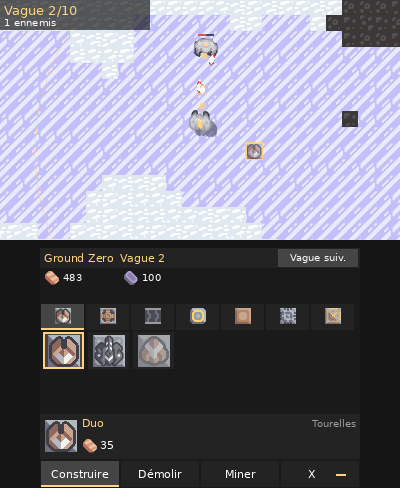 Vague 2/10
1 ennemis
Ground Zero Vague 2
Vague suiv.
483
100
Duo
Tourelles
35
Construire
Démolir
Miner
X